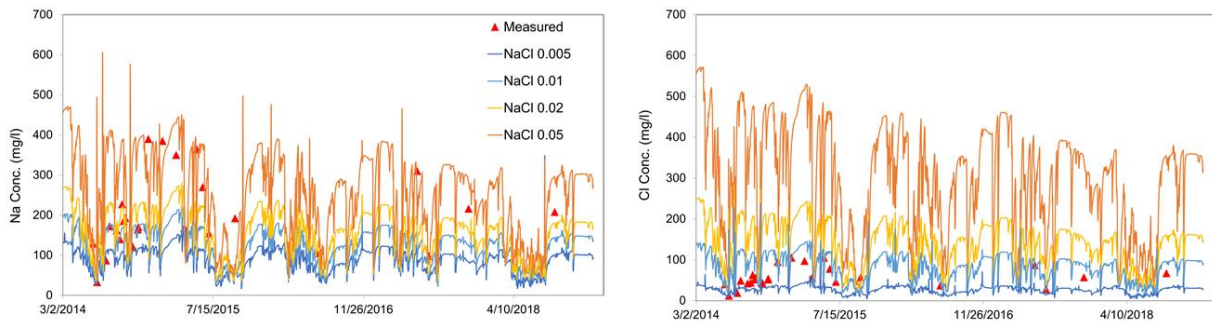 700
600
500
400
300
200
100
0
Na Conc. (mg/l)
3/2/2014 7/15/2015 11/26/2016 4/10/2018
Measured
NaCl 0.005
NaCl 0.01
NaCl 0.02
NaCl 0.05
700
600
500
400
300
200
100
0
Cl Conc. (mg/l)
3/2/2014 7/15/2015 11/26/2016 4/10/2018